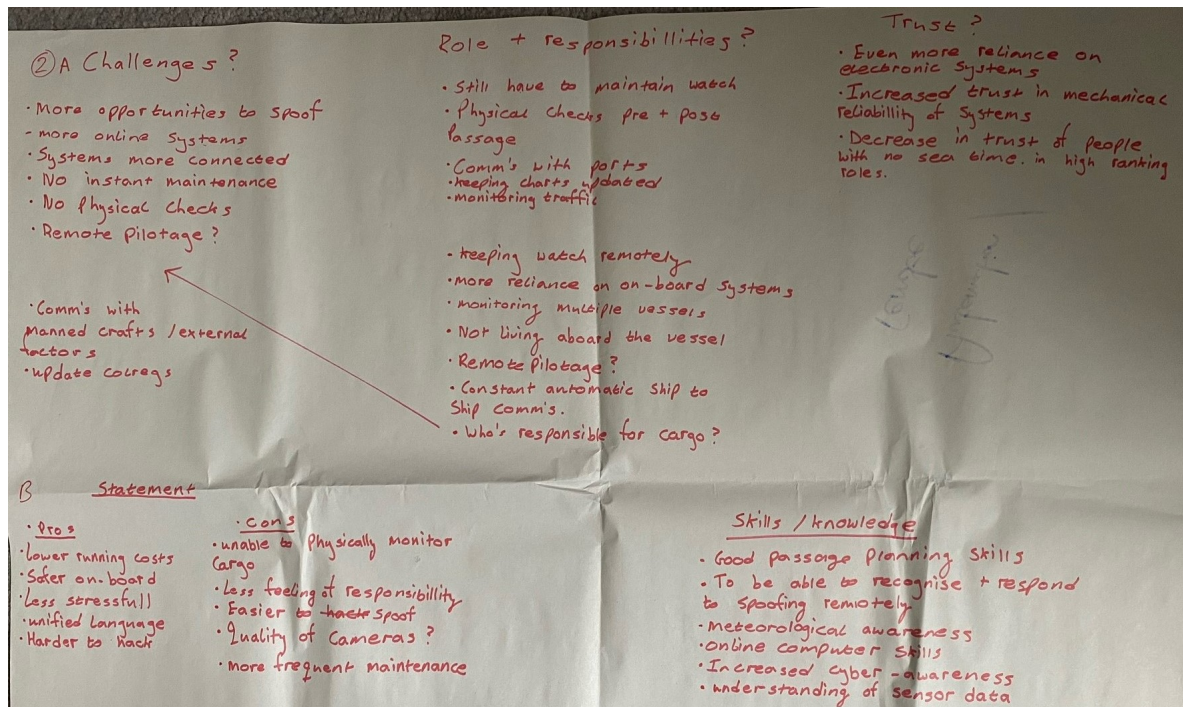 ② A Challenges?
· More opportunities to spoof
- more online systems
· Systems more connected
· No instant maintenance
· No Physical checks
· Remote Pilotage?
· Comm's with
manned crafts / external
factors
· update colregs
Role + responsibillities?
· Still have to maintain watch
· Physical checks pre + post
Passage
· Comm's with ports
· keeping charts updated
· monitoring traffic
· keeping watch remotely
· more reliance on on-board systems
· monitoring multiple vessels
· Not living aboard the vessel
· Remote Pilotage?
· Constant automatic ship to
Ship Comm's.
· Who's responsible for cargo?
Trust?
· Even more reliance on
electronic systems
· Increased trust in mechanical
reliabillity of systems
· Decrease in trust of people
with no sea time. in high ranking
roles.
B Statement
· Pros
· Lower running costs
· Safer on-board
· Less stressfull
· unified language
· Harder to hack
· Cons
· unable to Physically monitor
Cargo
· Less feeling of responsibillity
· Easier to hack spoof
· Quality of cameras?
· more frequent maintenance
Skills / knowledge
· Good passage planning skills
· To be able to recognise + respond
to spoofing remotely
· meteorological awareness
· online computer skills
· Increased cyber-awareness
· understanding of sensor data